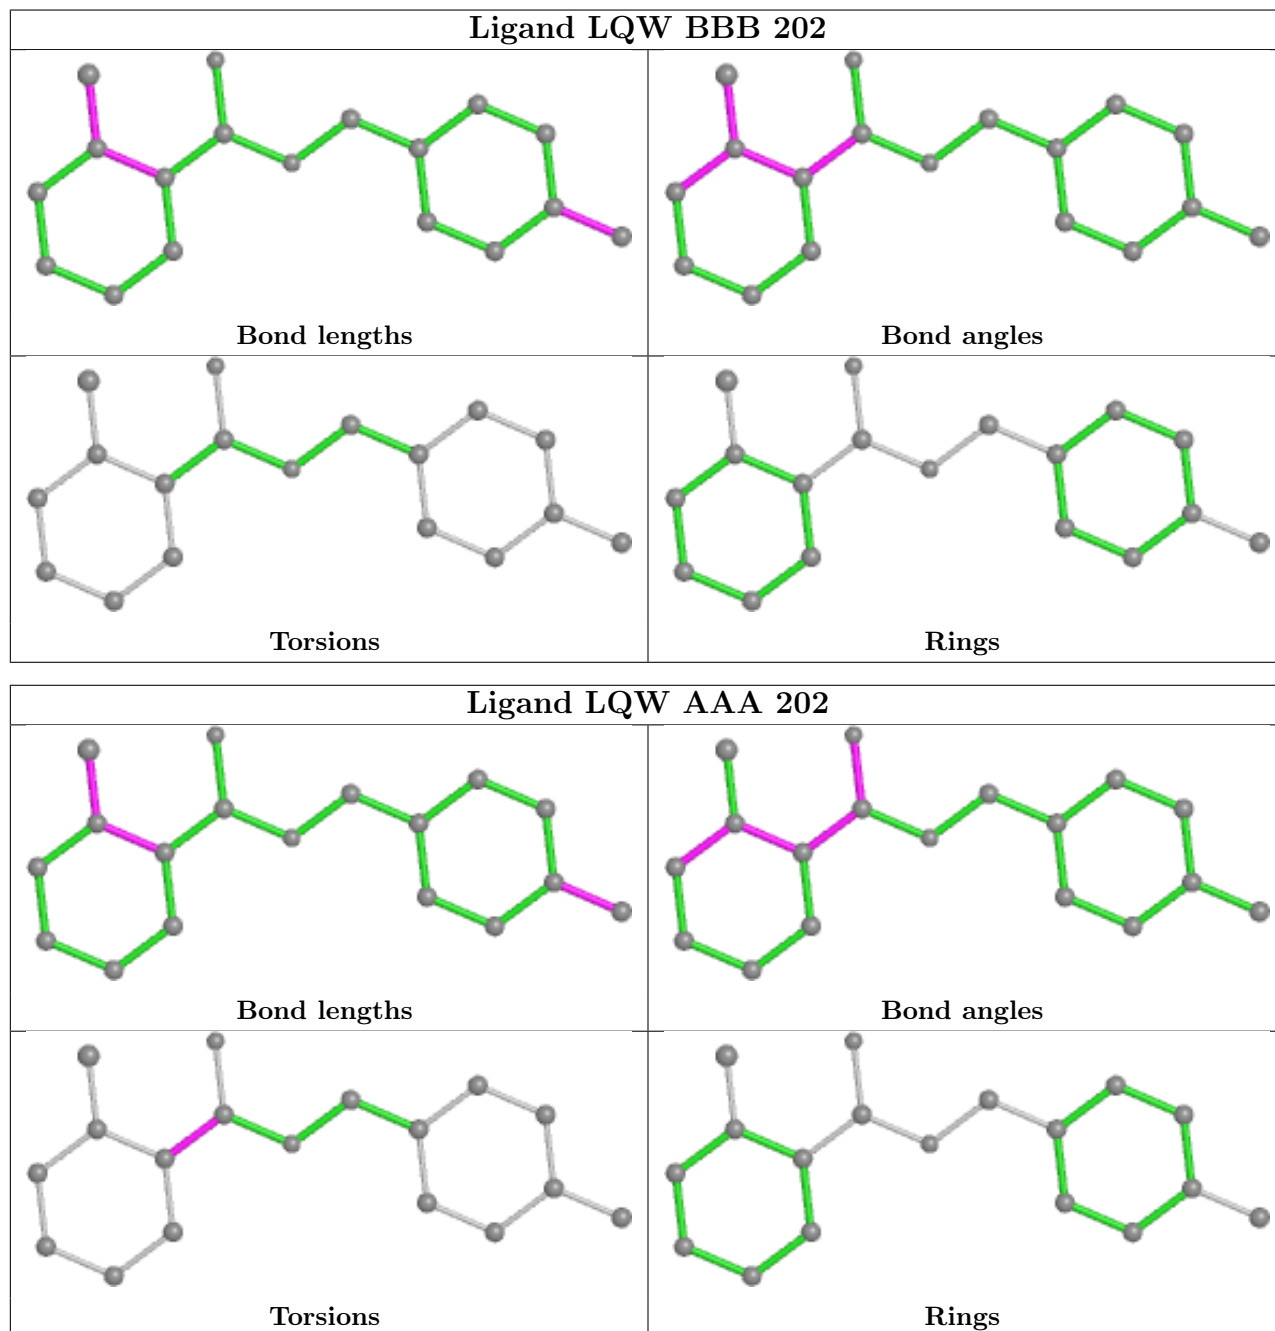 Ligand LQW BBB 202
Bond lengths
Bond angles
Torsions
Rings
Ligand LQW AAA 202
Bond lengths
Bond angles
Torsions
Rings